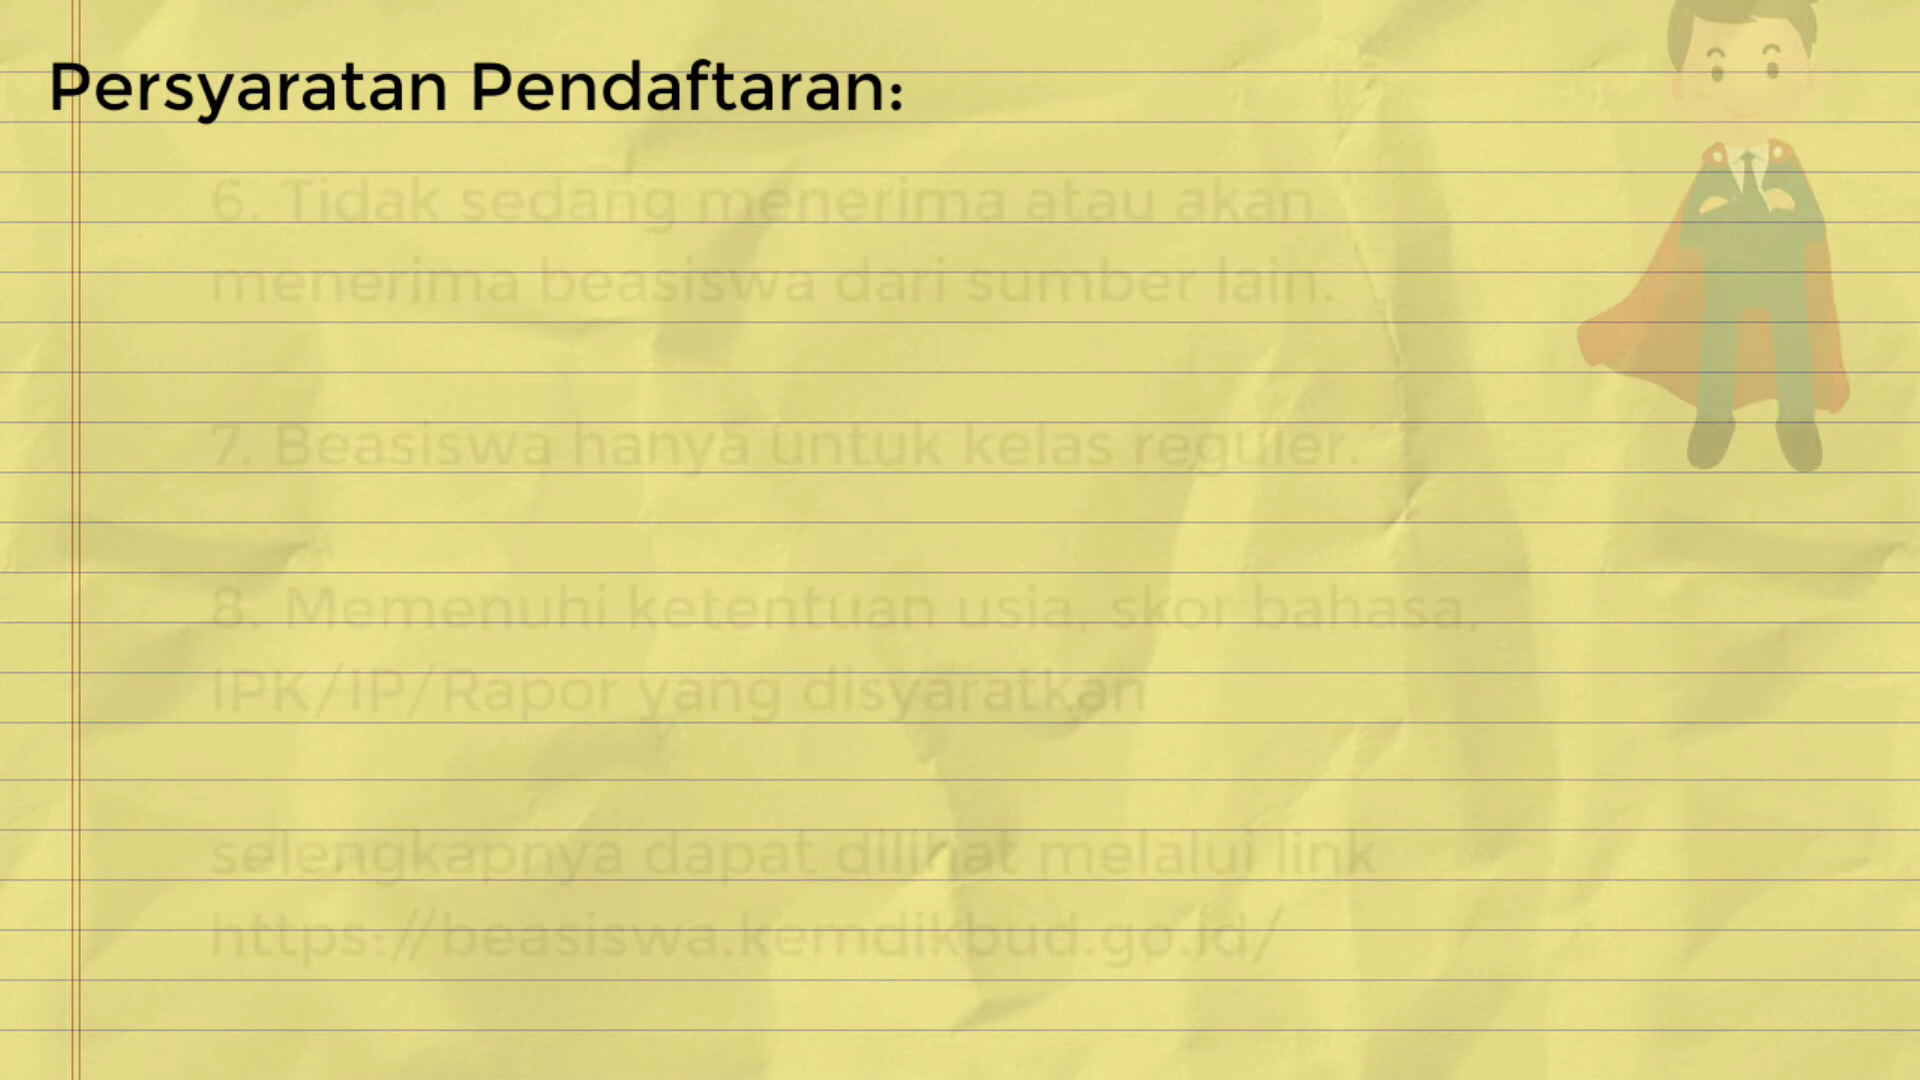 Persyaratan Pendaftaran:
6. Tidak sedang menerima atau akan
menerima beasiswa dari sumber lain.
7. Beasiswa hanya untuk kelas reguler.
8. Memenuhi ketentuan usia, skor bahasa,
IPK/IP/Rapor yang disyaratkan
selengkapnya dapat dilihat melalui link
https://beasiswa.kemdikbud.go.id/